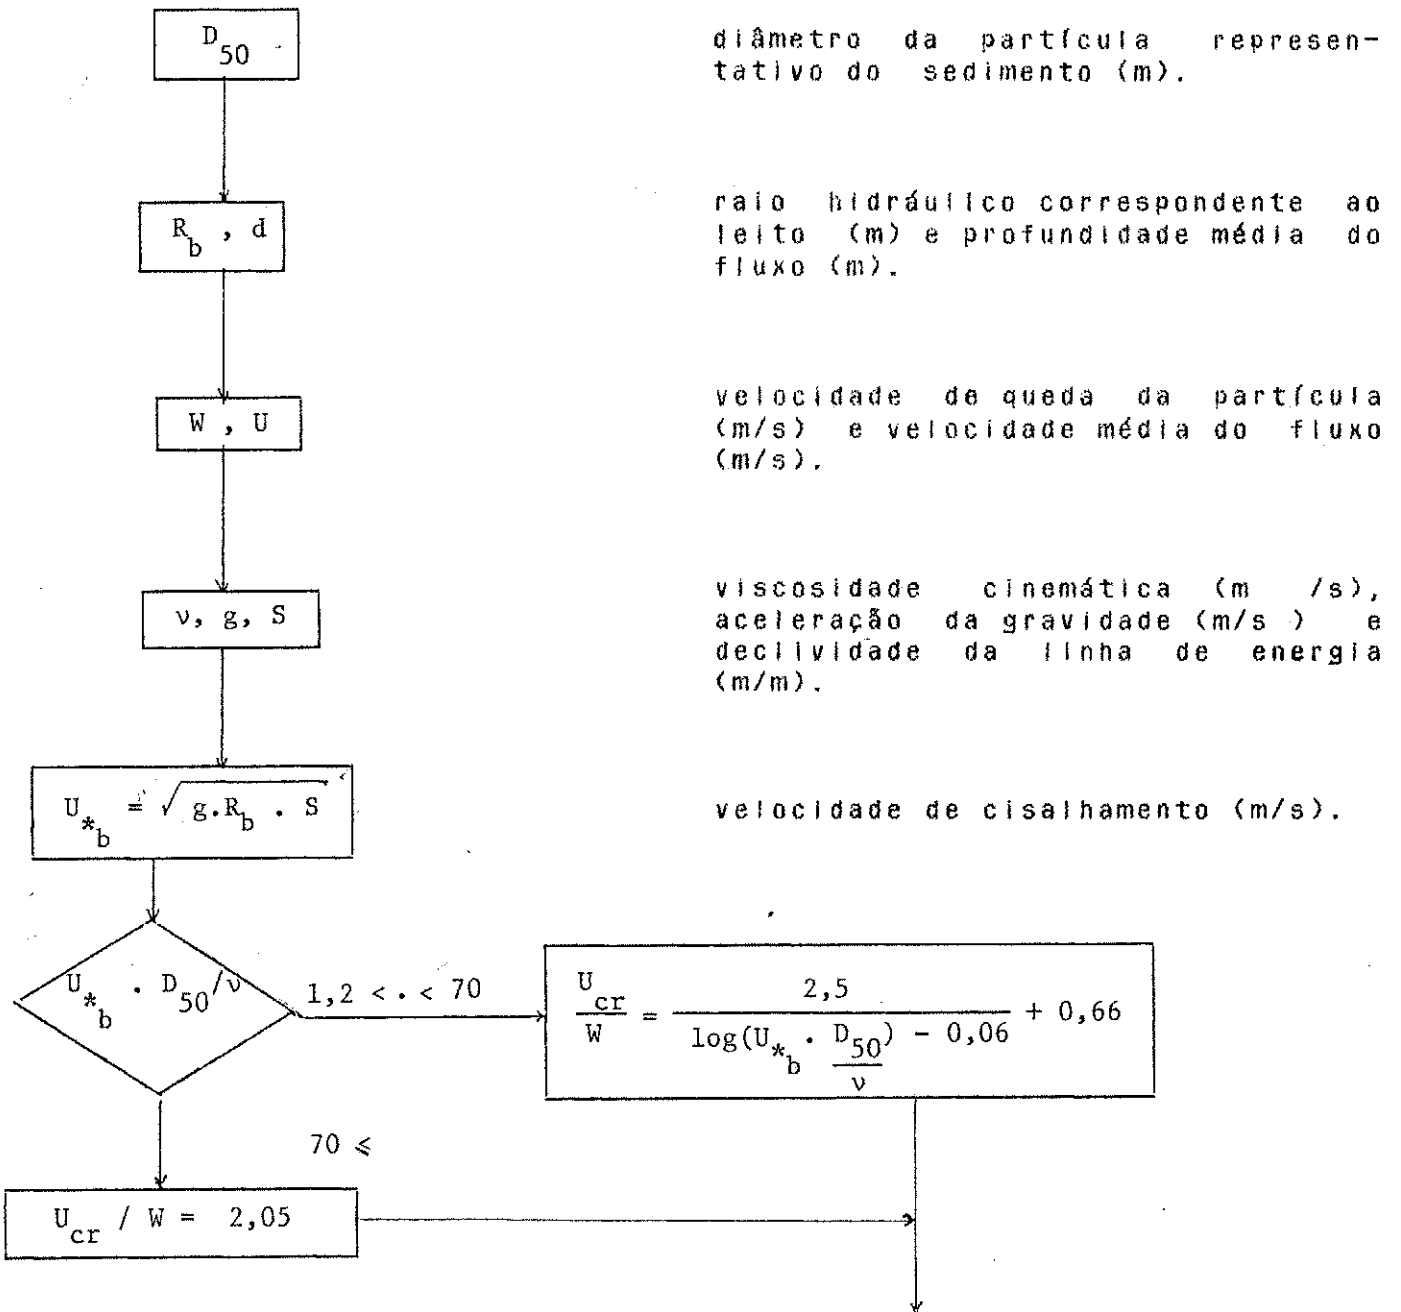 D50
diâmetro da partícula represen-
tativo do sedimento (m).
Rb , d
raio hidráulico correspondente ao
leito (m) e profundidade média do
fluxo (m).
W , U
velocidade de queda da partícula
(m/s) e velocidade média do fluxo
(m/s).
ν, g, S
viscosidade cinemática (m /s),
aceleração da gravidade (m/s ) e
declividade da linha de energia
(m/m).
U*b = √ g.Rb . S
velocidade de cisalhamento (m/s).
U*b . D50/ν
1,2 < . < 70
Ucr/W = 2,5 / (log(U*b . D50/ν) - 0,06) + 0,66
70 ≤
Ucr / W = 2,05